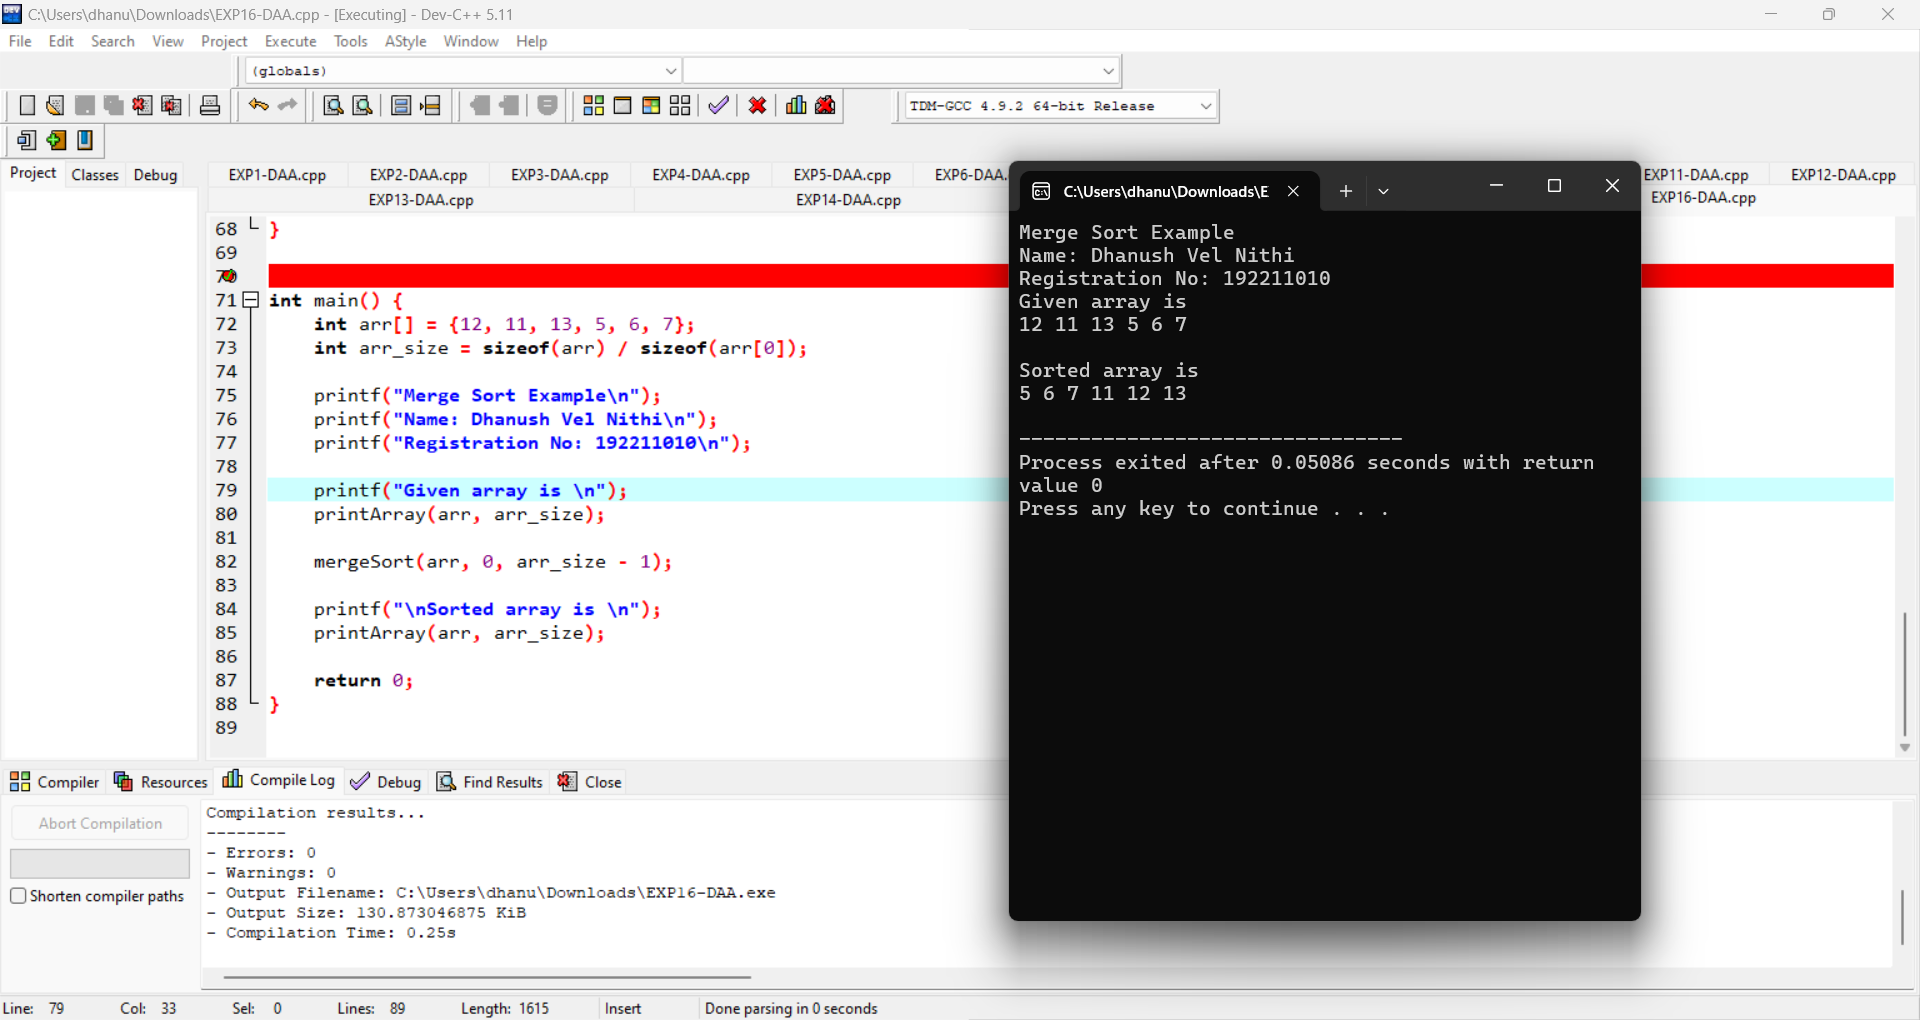 C:\Users\dhanu\Downloads\EXP16-DAA.cpp - [Executing] - Dev-C++ 5.11
File Edit Search View Project Execute Tools AStyle Window Help
(globals)
TDM-GCC 4.9.2 64-bit Release
Project Classes Debug
EXP1-DAA.cpp EXP2-DAA.cpp EXP3-DAA.cpp EXP4-DAA.cpp EXP5-DAA.cpp EXP6-DAA. EXP11-DAA.cpp EXP12-DAA.cpp
EXP13-DAA.cpp EXP14-DAA.cpp EXP16-DAA.cpp
68 }
69
70
71 int main() {
72 int arr[] = {12, 11, 13, 5, 6, 7};
73 int arr_size = sizeof(arr) / sizeof(arr[0]);
74
75 printf("Merge Sort Example\n");
76 printf("Name: Dhanush Vel Nithi\n");
77 printf("Registration No: 192211010\n");
78
79 printf("Given array is \n");
80 printArray(arr, arr_size);
81
82 mergeSort(arr, 0, arr_size - 1);
83
84 printf("\nSorted array is \n");
85 printArray(arr, arr_size);
86
87 return 0;
88 }
89
C:\Users\dhanu\Downloads\E
Merge Sort Example
Name: Dhanush Vel Nithi
Registration No: 192211010
Given array is
12 11 13 5 6 7
Sorted array is
5 6 7 11 12 13
--------------------------------
Process exited after 0.05086 seconds with return
value 0
Press any key to continue . . .
Compiler Resources Compile Log Debug Find Results Close
Abort Compilation
Shorten compiler paths
Compilation results...
--------
- Errors: 0
- Warnings: 0
- Output Filename: C:\Users\dhanu\Downloads\EXP16-DAA.exe
- Output Size: 130.873046875 KiB
- Compilation Time: 0.25s
Line: 79 Col: 33 Sel: 0 Lines: 89 Length: 1615 Insert Done parsing in 0 seconds